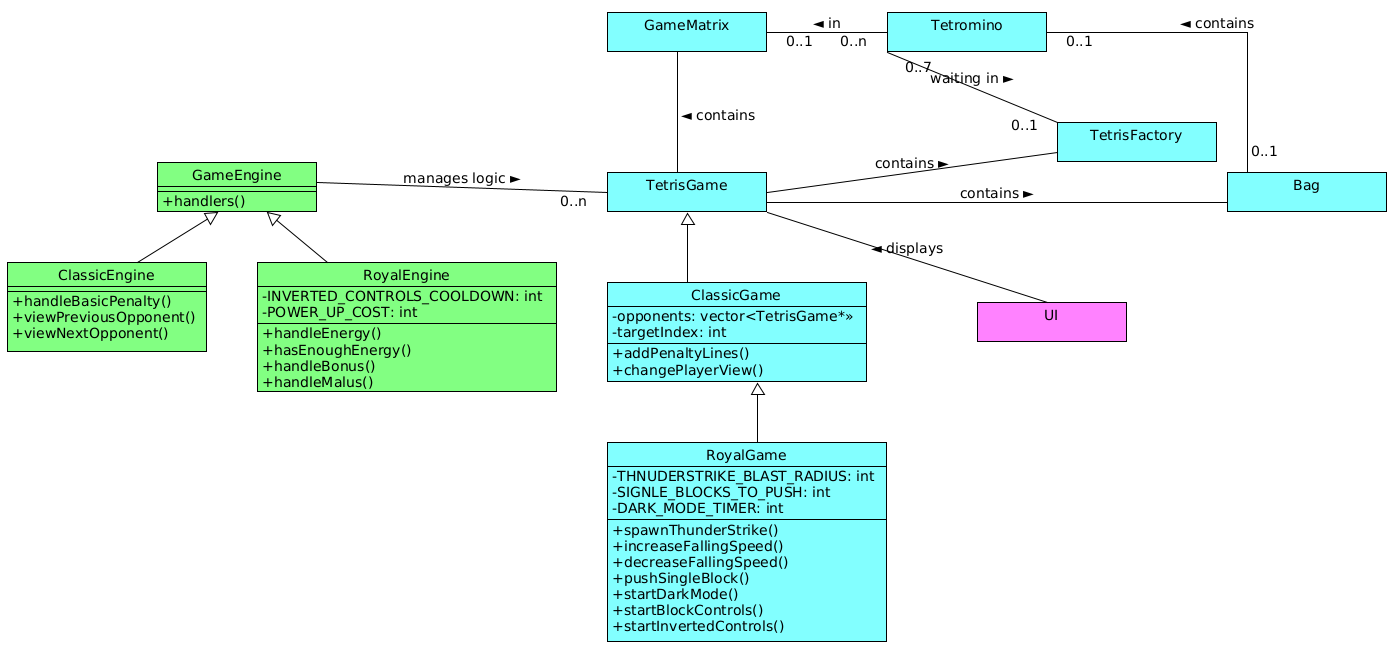 GameMatrix
◄ in
0..1
0..n
Tetromino
◄ contains
0..1
0..7
waiting in ►
◄ contains
0..1
TetrisFactory
0..1
contains ►
GameEngine
+handlers()
manages logic ►
0..n
TetrisGame
contains ►
Bag
◄ displays
ClassicEngine
+handleBasicPenalty()
+viewPreviousOpponent()
+viewNextOpponent()
RoyalEngine
-INVERTED_CONTROLS_COOLDOWN: int
-POWER_UP_COST: int
+handleEnergy()
+hasEnoughEnergy()
+handleBonus()
+handleMalus()
ClassicGame
-opponents: vector<TetrisGame*»
-targetIndex: int
+addPenaltyLines()
+changePlayerView()
UI
RoyalGame
-THNUDERSTRIKE_BLAST_RADIUS: int
-SIGNLE_BLOCKS_TO_PUSH: int
-DARK_MODE_TIMER: int
+spawnThunderStrike()
+increaseFallingSpeed()
+decreaseFallingSpeed()
+pushSingleBlock()
+startDarkMode()
+startBlockControls()
+startInvertedControls()